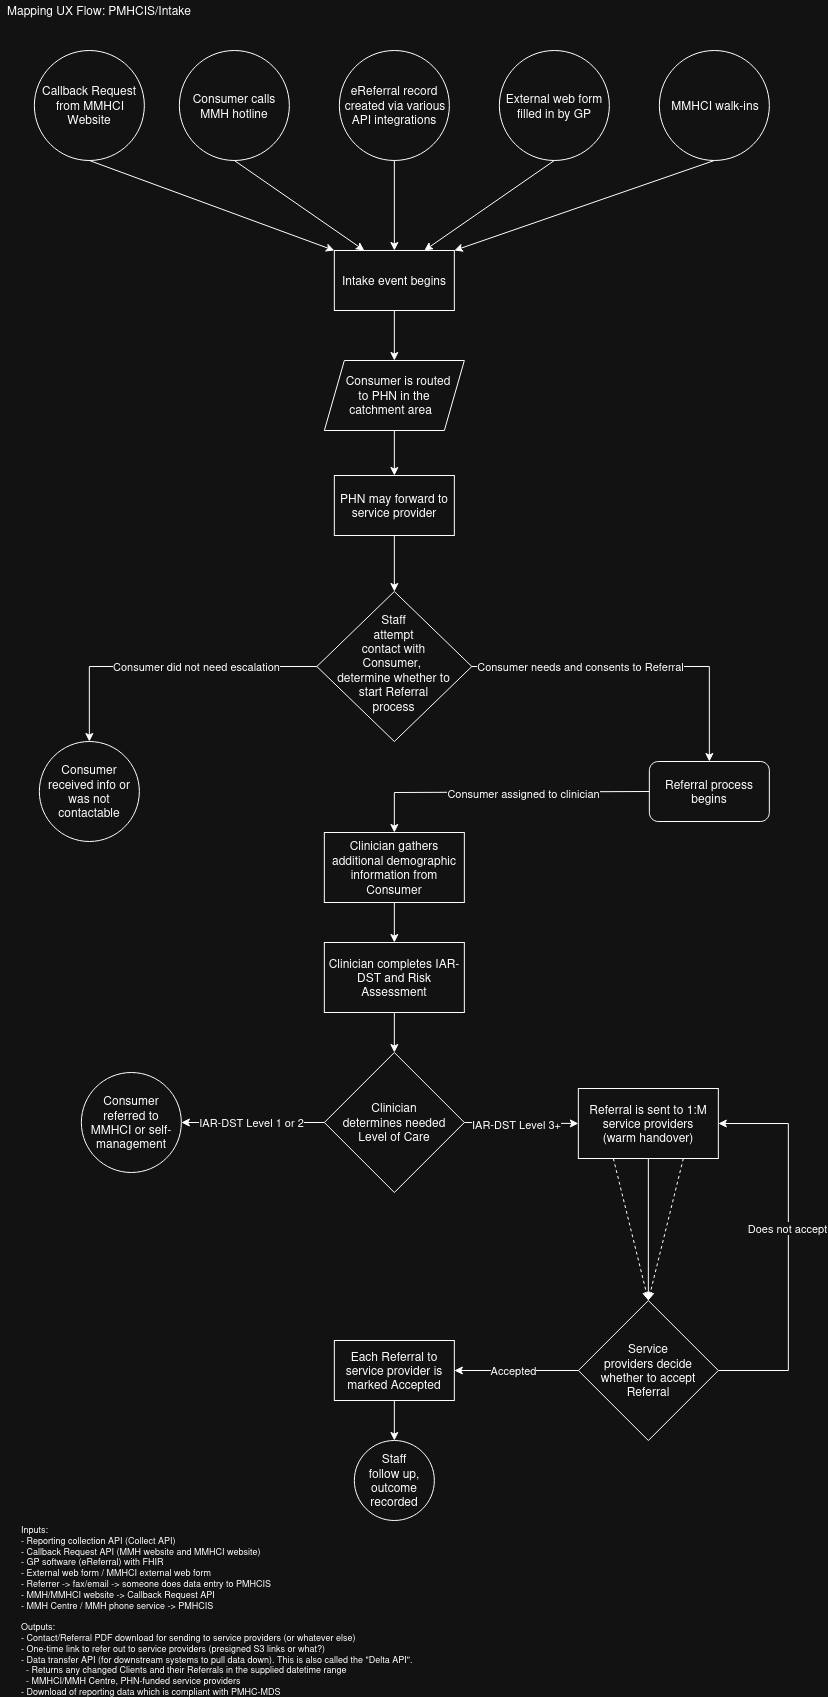 Mapping UX Flow: PMHCIS/Intake
Callback Request
from MMHCI
Website
Consumer calls
MMH hotline
eReferral record
created via various
API integrations
External web form
filled in by GP
MMHCI walk-ins
Intake event begins
Consumer is routed
to PHN in the
catchment area
PHN may forward to
service provider
Staff
attempt
contact with
Consumer,
determine whether to
start Referral
process
Consumer did not need escalation
Consumer needs and consents to Referral
Consumer
received info or
was not
contactable
Referral process
begins
Consumer assigned to clinician
Clinician gathers
additional demographic
information from
Consumer
Clinician completes IAR-
DST and Risk
Assessment
Clinician
determines needed
Level of Care
IAR-DST Level 1 or 2
Consumer
referred to
MMHCI or self-
management
IAR-DST Level 3+
Referral is sent to 1:M
service providers
(warm handover)
Does not accept
Service
providers decide
whether to accept
Referral
Accepted
Each Referral to
service provider is
marked Accepted
Staff
follow up,
outcome
recorded
Inputs:
- Reporting collection API (Collect API)
- Callback Request API (MMH website and MMHCI website)
- GP software (eReferral) with FHIR
- External web form / MMHCI external web form
- Referrer -> fax/email -> someone does data entry to PMHCIS
- MMH/MMHCI website -> Callback Request API
- MMH Centre / MMH phone service -> PMHCIS
Outputs:
- Contact/Referral PDF download for sending to service providers (or whatever else)
- One-time link to refer out to service providers (presigned S3 links or what?)
- Data transfer API (for downstream systems to pull data down). This is also called the "Delta API".
- Returns any changed Clients and their Referrals in the supplied datetime range
- MMHCI/MMH Centre, PHN-funded service providers
- Download of reporting data which is compliant with PMHC-MDS